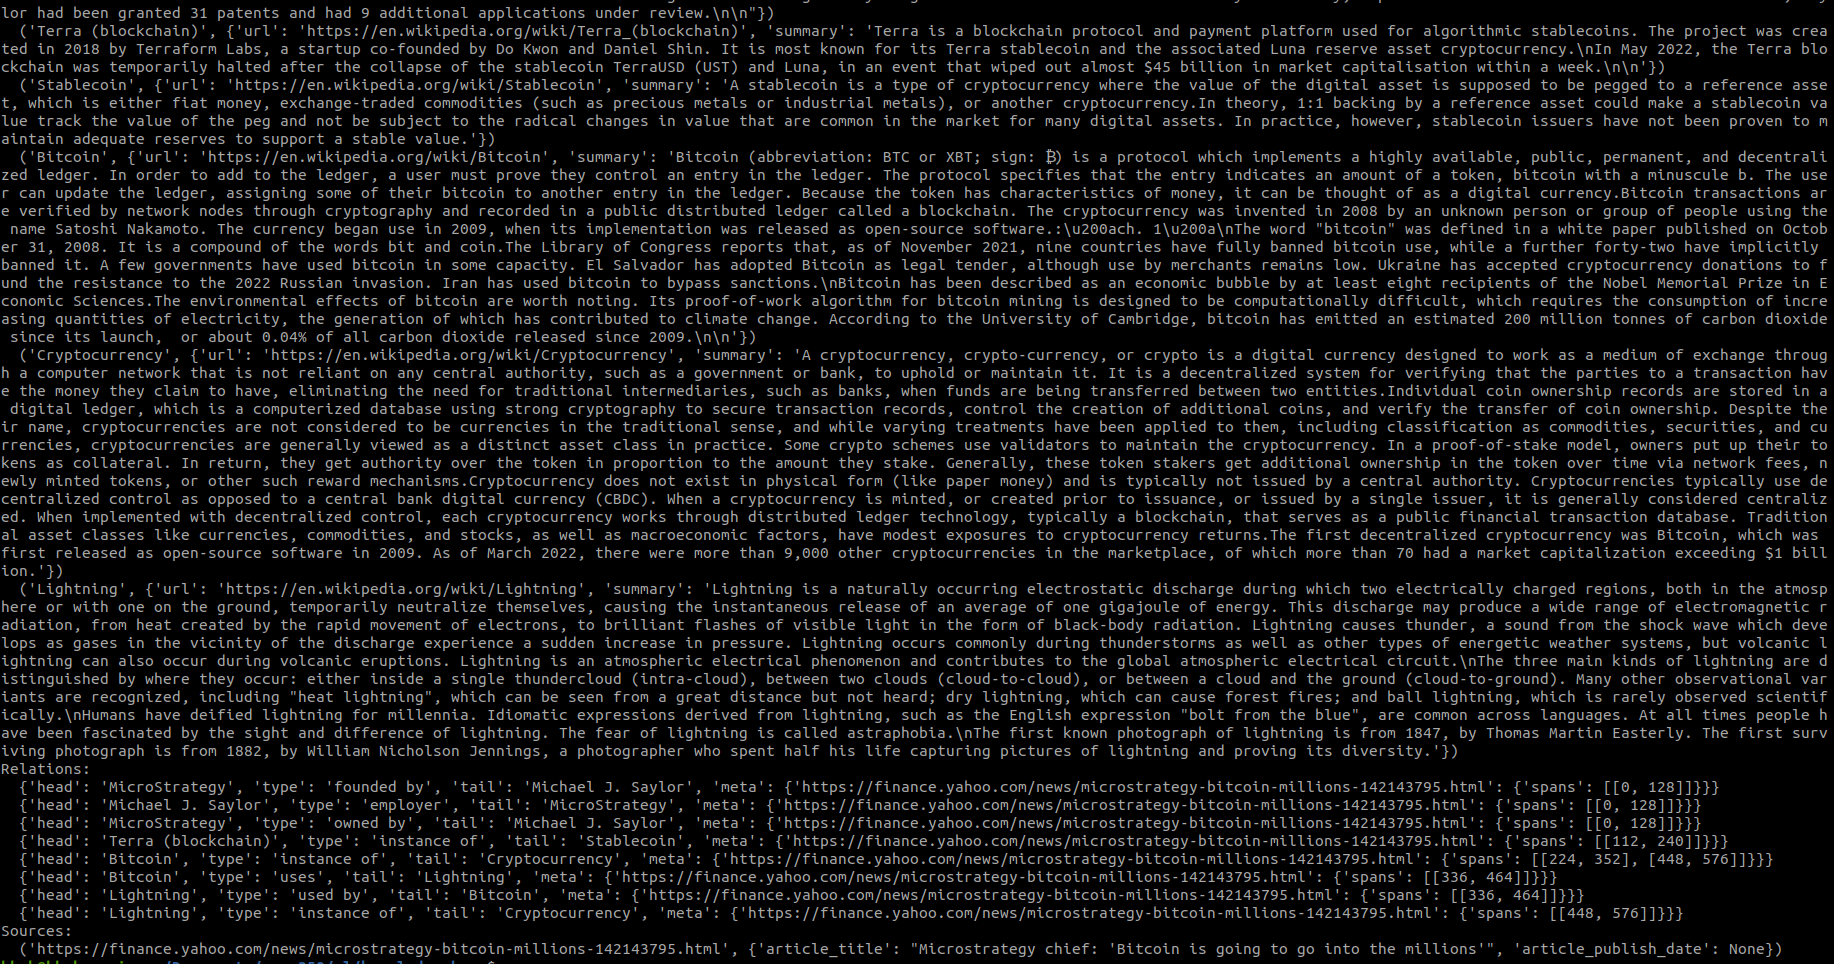 lor had been granted 31 patents and had 9 additional applications under review.\n\n"})
('Terra (blockchain)', {'url': 'https://en.wikipedia.org/wiki/Terra_(blockchain)', 'summary': 'Terra is a blockchain protocol and payment platform used for algorithmic stablecoins. The project was crea
ted in 2018 by Terraform Labs, a startup co-founded by Do Kwon and Daniel Shin. It is most known for its Terra stablecoin and the associated Luna reserve asset cryptocurrency.\nIn May 2022, the Terra blo
ckchain was temporarily halted after the collapse of the stablecoin TerraUSD (UST) and Luna, in an event that wiped out almost $45 billion in market capitalisation within a week.\n\n'})
('Stablecoin', {'url': 'https://en.wikipedia.org/wiki/Stablecoin', 'summary': 'A stablecoin is a type of cryptocurrency where the value of the digital asset is supposed to be pegged to a reference asse
t, which is either fiat money, exchange-traded commodities (such as precious metals or industrial metals), or another cryptocurrency.In theory, 1:1 backing by a reference asset could make a stablecoin va
lue track the value of the peg and not be subject to the radical changes in value that are common in the market for many digital assets. In practice, however, stablecoin issuers have not been proven to m
aintain adequate reserves to support a stable value.'})
('Bitcoin', {'url': 'https://en.wikipedia.org/wiki/Bitcoin', 'summary': 'Bitcoin (abbreviation: BTC or XBT; sign: ₿) is a protocol which implements a highly available, public, permanent, and decentrali
zed ledger. In order to add to the ledger, a user must prove they control an entry in the ledger. The protocol specifies that the entry indicates an amount of a token, bitcoin with a minuscule b. The use
r can update the ledger, assigning some of their bitcoin to another entry in the ledger. Because the token has characteristics of money, it can be thought of as a digital currency.Bitcoin transactions ar
e verified by network nodes through cryptography and recorded in a public distributed ledger called a blockchain. The cryptocurrency was invented in 2008 by an unknown person or group of people using the
name Satoshi Nakamoto. The currency began use in 2009, when its implementation was released as open-source software.:\u200ach. 1\u200a\nThe word "bitcoin" was defined in a white paper published on Octob
er 31, 2008. It is a compound of the words bit and coin.The Library of Congress reports that, as of November 2021, nine countries have fully banned bitcoin use, while a further forty-two have implicitly
banned it. A few governments have used bitcoin in some capacity. El Salvador has adopted Bitcoin as legal tender, although use by merchants remains low. Ukraine has accepted cryptocurrency donations to f
und the resistance to the 2022 Russian invasion. Iran has used bitcoin to bypass sanctions.\nBitcoin has been described as an economic bubble by at least eight recipients of the Nobel Memorial Prize in E
conomic Sciences.The environmental effects of bitcoin are worth noting. Its proof-of-work algorithm for bitcoin mining is designed to be computationally difficult, which requires the consumption of incre
asing quantities of electricity, the generation of which has contributed to climate change. According to the University of Cambridge, bitcoin has emitted an estimated 200 million tonnes of carbon dioxide
since its launch,  or about 0.04% of all carbon dioxide released since 2009.\n\n'})
('Cryptocurrency', {'url': 'https://en.wikipedia.org/wiki/Cryptocurrency', 'summary': 'A cryptocurrency, crypto-currency, or crypto is a digital currency designed to work as a medium of exchange throug
h a computer network that is not reliant on any central authority, such as a government or bank, to uphold or maintain it. It is a decentralized system for verifying that the parties to a transaction hav
e the money they claim to have, eliminating the need for traditional intermediaries, such as banks, when funds are being transferred between two entities.Individual coin ownership records are stored in a
digital ledger, which is a computerized database using strong cryptography to secure transaction records, control the creation of additional coins, and verify the transfer of coin ownership. Despite the
ir name, cryptocurrencies are not considered to be currencies in the traditional sense, and while varying treatments have been applied to them, including classification as commodities, securities, and cu
rrencies, cryptocurrencies are generally viewed as a distinct asset class in practice. Some crypto schemes use validators to maintain the cryptocurrency. In a proof-of-stake model, owners put up their to
kens as collateral. In return, they get authority over the token in proportion to the amount they stake. Generally, these token stakers get additional ownership in the token over time via network fees, n
ewly minted tokens, or other such reward mechanisms.Cryptocurrency does not exist in physical form (like paper money) and is typically not issued by a central authority. Cryptocurrencies typically use de
centralized control as opposed to a central bank digital currency (CBDC). When a cryptocurrency is minted, or created prior to issuance, or issued by a single issuer, it is generally considered centraliz
ed. When implemented with decentralized control, each cryptocurrency works through distributed ledger technology, typically a blockchain, that serves as a public financial transaction database. Tradition
al asset classes like currencies, commodities, and stocks, as well as macroeconomic factors, have modest exposures to cryptocurrency returns.The first decentralized cryptocurrency was Bitcoin, which was
first released as open-source software in 2009. As of March 2022, there were more than 9,000 other cryptocurrencies in the marketplace, of which more than 70 had a market capitalization exceeding $1 bill
ion.'})
('Lightning', {'url': 'https://en.wikipedia.org/wiki/Lightning', 'summary': 'Lightning is a naturally occurring electrostatic discharge during which two electrically charged regions, both in the atmosp
here or with one on the ground, temporarily neutralize themselves, causing the instantaneous release of an average of one gigajoule of energy. This discharge may produce a wide range of electromagnetic r
adiation, from heat created by the rapid movement of electrons, to brilliant flashes of visible light in the form of black-body radiation. Lightning causes thunder, a sound from the shock wave which deve
lops as gases in the vicinity of the discharge experience a sudden increase in pressure. Lightning occurs commonly during thunderstorms as well as other types of energetic weather systems, but volcanic l
ightning can also occur during volcanic eruptions. Lightning is an atmospheric electrical phenomenon and contributes to the global atmospheric electrical circuit.\nThe three main kinds of lightning are d
istinguished by where they occur: either inside a single thundercloud (intra-cloud), between two clouds (cloud-to-cloud), or between a cloud and the ground (cloud-to-ground). Many other observational var
iants are recognized, including "heat lightning", which can be seen from a great distance but not heard; dry lightning, which can cause forest fires; and ball lightning, which is rarely observed scientif
ically.\nHumans have deified lightning for millennia. Idiomatic expressions derived from lightning, such as the English expression "bolt from the blue", are common across languages. At all times people h
ave been fascinated by the sight and difference of lightning. The fear of lightning is called astraphobia.\nThe first known photograph of lightning is from 1847, by Thomas Martin Easterly. The first surv
iving photograph is from 1882, by William Nicholson Jennings, a photographer who spent half his life capturing pictures of lightning and proving its diversity.'})
Relations:
{'head': 'MicroStrategy', 'type': 'founded by', 'tail': 'Michael J. Saylor', 'meta': {'https://finance.yahoo.com/news/microstrategy-bitcoin-millions-142143795.html': {'spans': [[0, 128]]}}}
{'head': 'Michael J. Saylor', 'type': 'employer', 'tail': 'MicroStrategy', 'meta': {'https://finance.yahoo.com/news/microstrategy-bitcoin-millions-142143795.html': {'spans': [[0, 128]]}}}
{'head': 'MicroStrategy', 'type': 'owned by', 'tail': 'Michael J. Saylor', 'meta': {'https://finance.yahoo.com/news/microstrategy-bitcoin-millions-142143795.html': {'spans': [[0, 128]]}}}
{'head': 'Terra (blockchain)', 'type': 'instance of', 'tail': 'Stablecoin', 'meta': {'https://finance.yahoo.com/news/microstrategy-bitcoin-millions-142143795.html': {'spans': [[112, 240]]}}}
{'head': 'Bitcoin', 'type': 'instance of', 'tail': 'Cryptocurrency', 'meta': {'https://finance.yahoo.com/news/microstrategy-bitcoin-millions-142143795.html': {'spans': [[224, 352], [448, 576]]}}}
{'head': 'Bitcoin', 'type': 'uses', 'tail': 'Lightning', 'meta': {'https://finance.yahoo.com/news/microstrategy-bitcoin-millions-142143795.html': {'spans': [[336, 464]]}}}
{'head': 'Lightning', 'type': 'used by', 'tail': 'Bitcoin', 'meta': {'https://finance.yahoo.com/news/microstrategy-bitcoin-millions-142143795.html': {'spans': [[336, 464]]}}}
{'head': 'Lightning', 'type': 'instance of', 'tail': 'Cryptocurrency', 'meta': {'https://finance.yahoo.com/news/microstrategy-bitcoin-millions-142143795.html': {'spans': [[448, 576]]}}}
Sources:
('https://finance.yahoo.com/news/microstrategy-bitcoin-millions-142143795.html', {'article_title': "Microstrategy chief: 'Bitcoin is going to go into the millions'", 'article_publish_date': None})